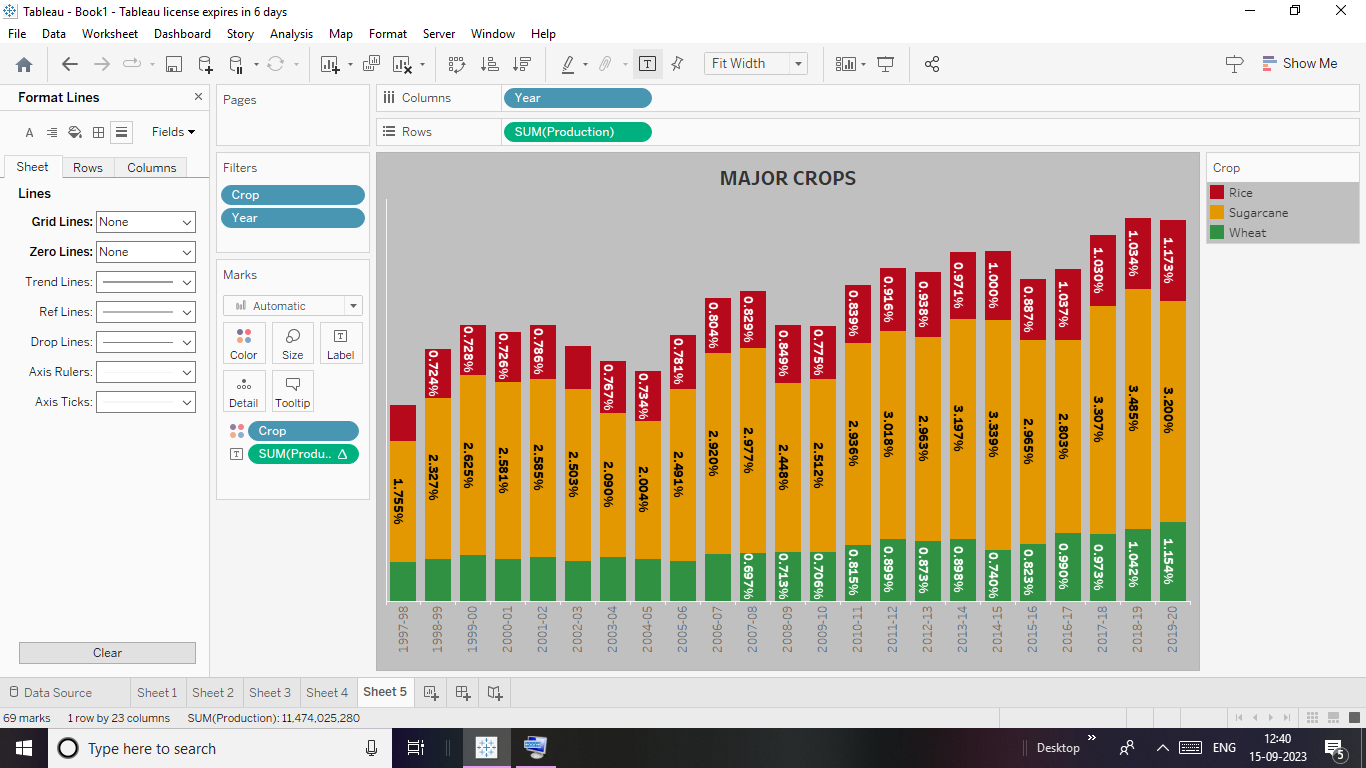 Tableau - Book1 - Tableau license expires in 6 days
File Data Worksheet Dashboard Story Analysis Map Format Server Window Help
Fit Width
Show Me
Format Lines
A
Fields
Sheet Rows Columns
Lines
Grid Lines: None
Zero Lines: None
Trend Lines:
Ref Lines:
Drop Lines:
Axis Rulers:
Axis Ticks:
Clear
Pages
Filters
Crop
Year
Marks
Automatic
Color Size Label
Detail Tooltip
Crop
SUM(Produ.. Δ
Columns Year
Rows SUM(Production)
MAJOR CROPS
0.724% 0.728% 0.726% 0.786% 0.767% 0.734% 0.781% 0.804% 0.829% 0.849% 0.775% 0.839% 0.916% 0.938% 0.971% 1.000% 0.887% 1.037% 1.030% 1.034% 1.173%
1.755% 2.327% 2.625% 2.581% 2.585% 2.503% 2.090% 2.004% 2.491% 2.920% 2.977% 2.448% 2.512% 2.936% 3.018% 2.963% 3.197% 3.339% 2.965% 2.803% 3.307% 3.485% 3.200%
0.697% 0.713% 0.706% 0.815% 0.899% 0.873% 0.898% 0.740% 0.823% 0.990% 0.973% 1.042% 1.154%
1997-98 1998-99 1999-00 2000-01 2001-02 2002-03 2003-04 2004-05 2005-06 2006-07 2007-08 2008-09 2009-10 2010-11 2011-12 2012-13 2013-14 2014-15 2015-16 2016-17 2017-18 2018-19 2019-20
Crop
Rice
Sugarcane
Wheat
Data Source Sheet 1 Sheet 2 Sheet 3 Sheet 4 Sheet 5
69 marks 1 row by 23 columns SUM(Production): 11,474,025,280
Type here to search
Desktop
ENG
12:40
15-09-2023
5